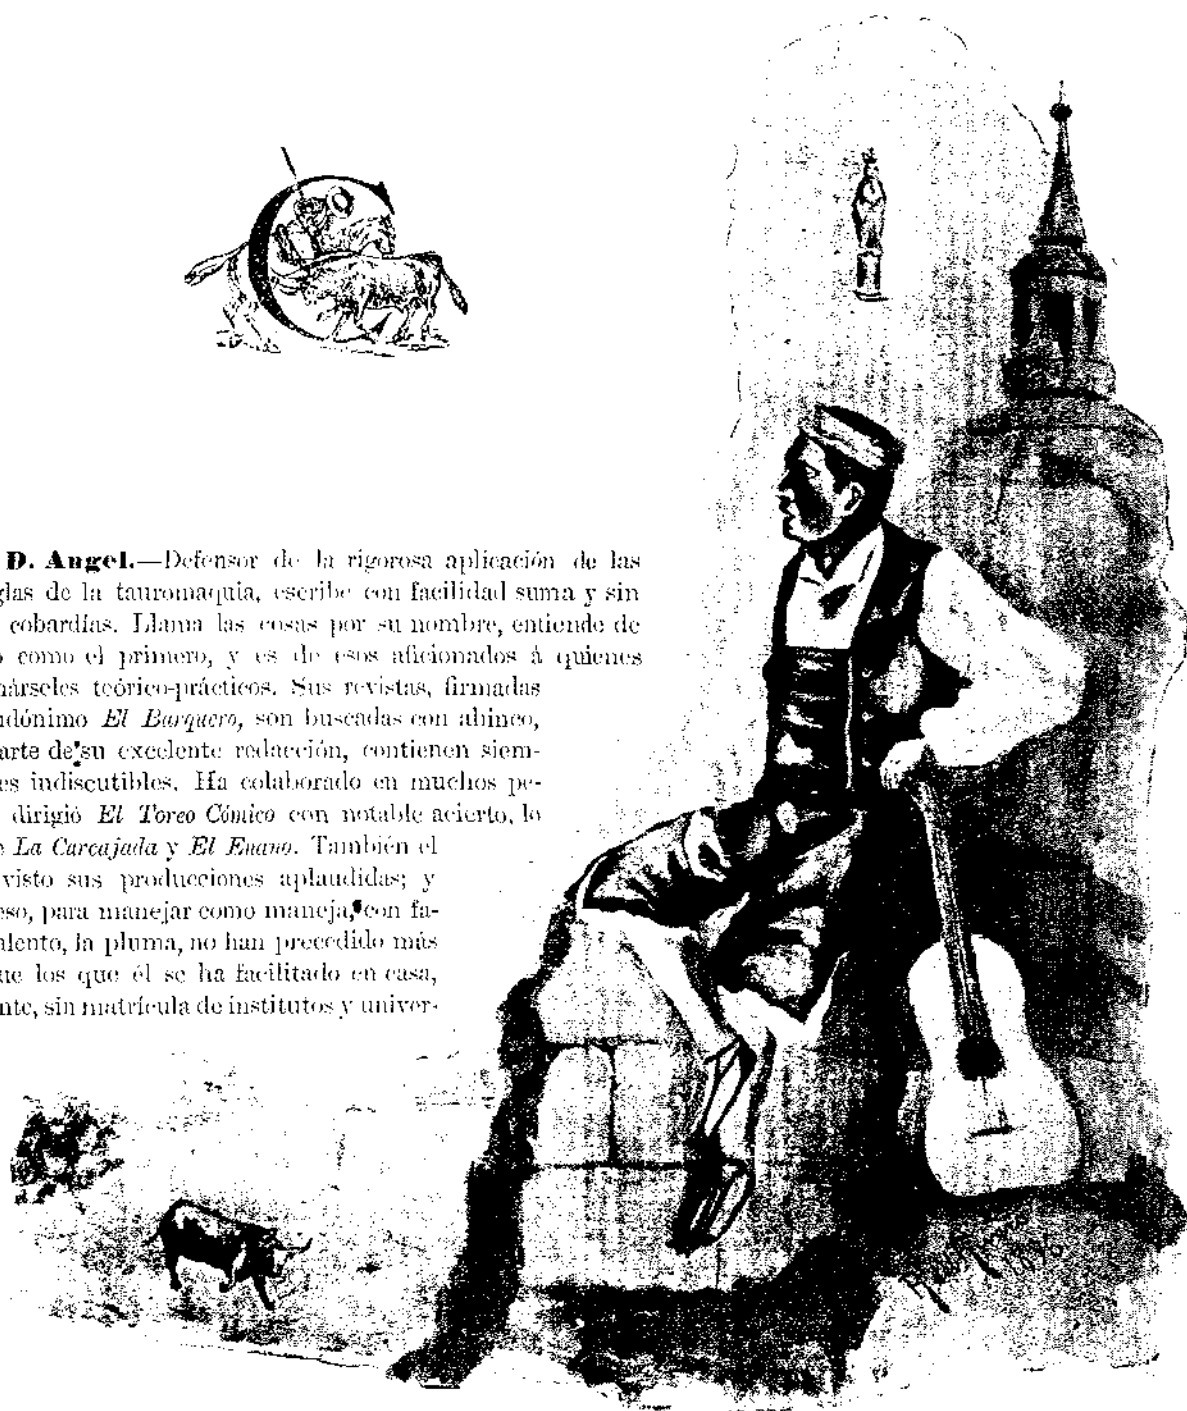 C
D. Angel.—Defensor de la rigorosa aplicación de las
glas de la tauromaquia, escribe con facilidad suma y sin
cobardías. Llama las cosas por su nombre, entiende de
o como el primero, y es de esos aficionados á quienes
márseles teórico-prácticos. Sus revistas, firmadas
udónimo El Barquero, son buscadas con ahinco,
arte de su excelente redacción, contienen siem-
es indiscutibles. Ha colaborado en muchos pe-
dirigió El Toreo Cómico con notable acierto, lo
o La Carcajada y El Enano. También el
visto sus producciones aplaudidas; y
eso, para manejar como maneja, con fa-
alento, la pluma, no han precedido más
ue los que él se ha facilitado en casa,
nte, sin matrícula de institutos y univer-